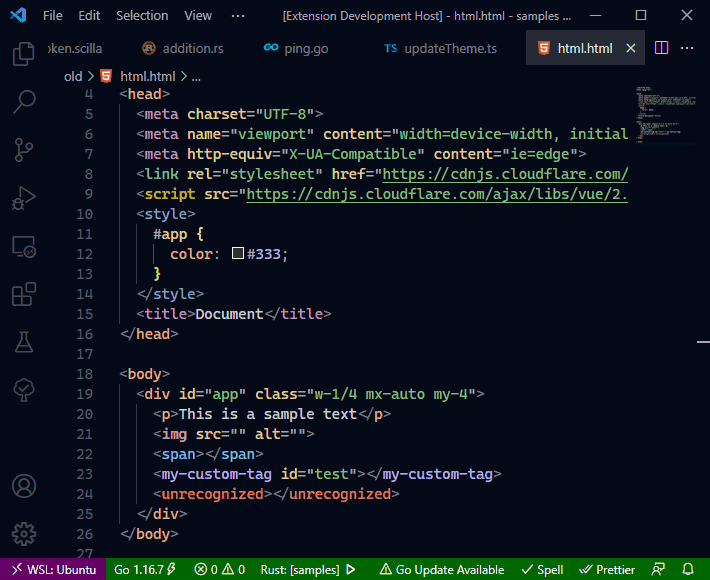 File Edit Selection View ··· [Extension Development Host] - html.html - samples ...
oken.scilla addition.rs GO ping.go TS updateTheme.ts html.html
old > html.html > ...
4 <head>
5 <meta charset="UTF-8">
6 <meta name="viewport" content="width=device-width, initial
7 <meta http-equiv="X-UA-Compatible" content="ie=edge">
8 <link rel="stylesheet" href="https://cdnjs.cloudflare.com/
9 <script src="https://cdnjs.cloudflare.com/ajax/libs/vue/2.
10 <style>
11 #app {
12 color: #333;
13 }
14 </style>
15 <title>Document</title>
16 </head>
17
18 <body>
19 <div id="app" class="w-1/4 mx-auto my-4">
20 <p>This is a sample text</p>
21 <img src="" alt="">
22 <span></span>
23 <my-custom-tag id="test"></my-custom-tag>
24 <unrecognized></unrecognized>
25 </div>
26 </body>
27
WSL: Ubuntu Go 1.16.7 0 0 Rust: [samples] Go Update Available Spell Prettier